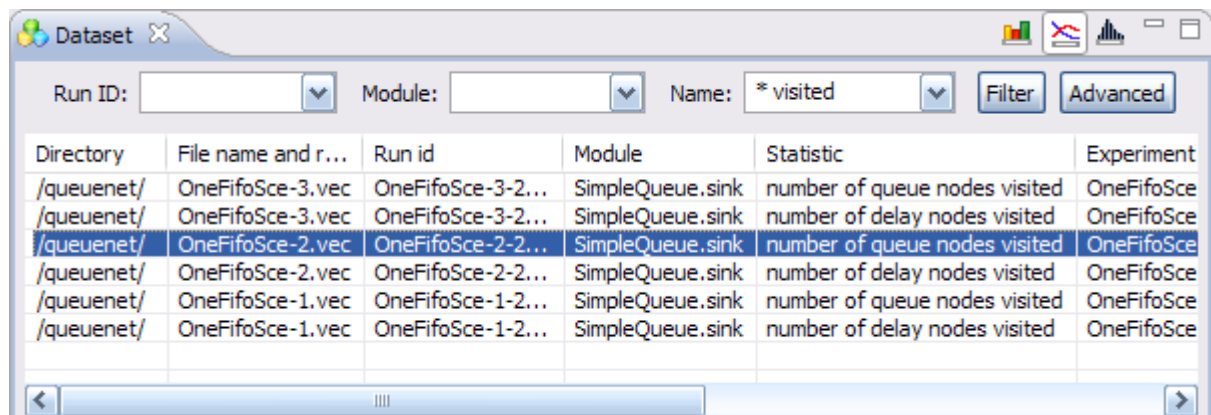 Dataset
Run ID: Module: Name: * visited Filter Advanced
Directory File name and r... Run id Module Statistic Experiment
/queuenet/ OneFifoSce-3.vec OneFifoSce-3-2... SimpleQueue.sink number of queue nodes visited OneFifoSce
/queuenet/ OneFifoSce-3.vec OneFifoSce-3-2... SimpleQueue.sink number of delay nodes visited OneFifoSce
/queuenet/ OneFifoSce-2.vec OneFifoSce-2-2... SimpleQueue.sink number of queue nodes visited OneFifoSce
/queuenet/ OneFifoSce-2.vec OneFifoSce-2-2... SimpleQueue.sink number of delay nodes visited OneFifoSce
/queuenet/ OneFifoSce-1.vec OneFifoSce-1-2... SimpleQueue.sink number of queue nodes visited OneFifoSce
/queuenet/ OneFifoSce-1.vec OneFifoSce-1-2... SimpleQueue.sink number of delay nodes visited OneFifoSce